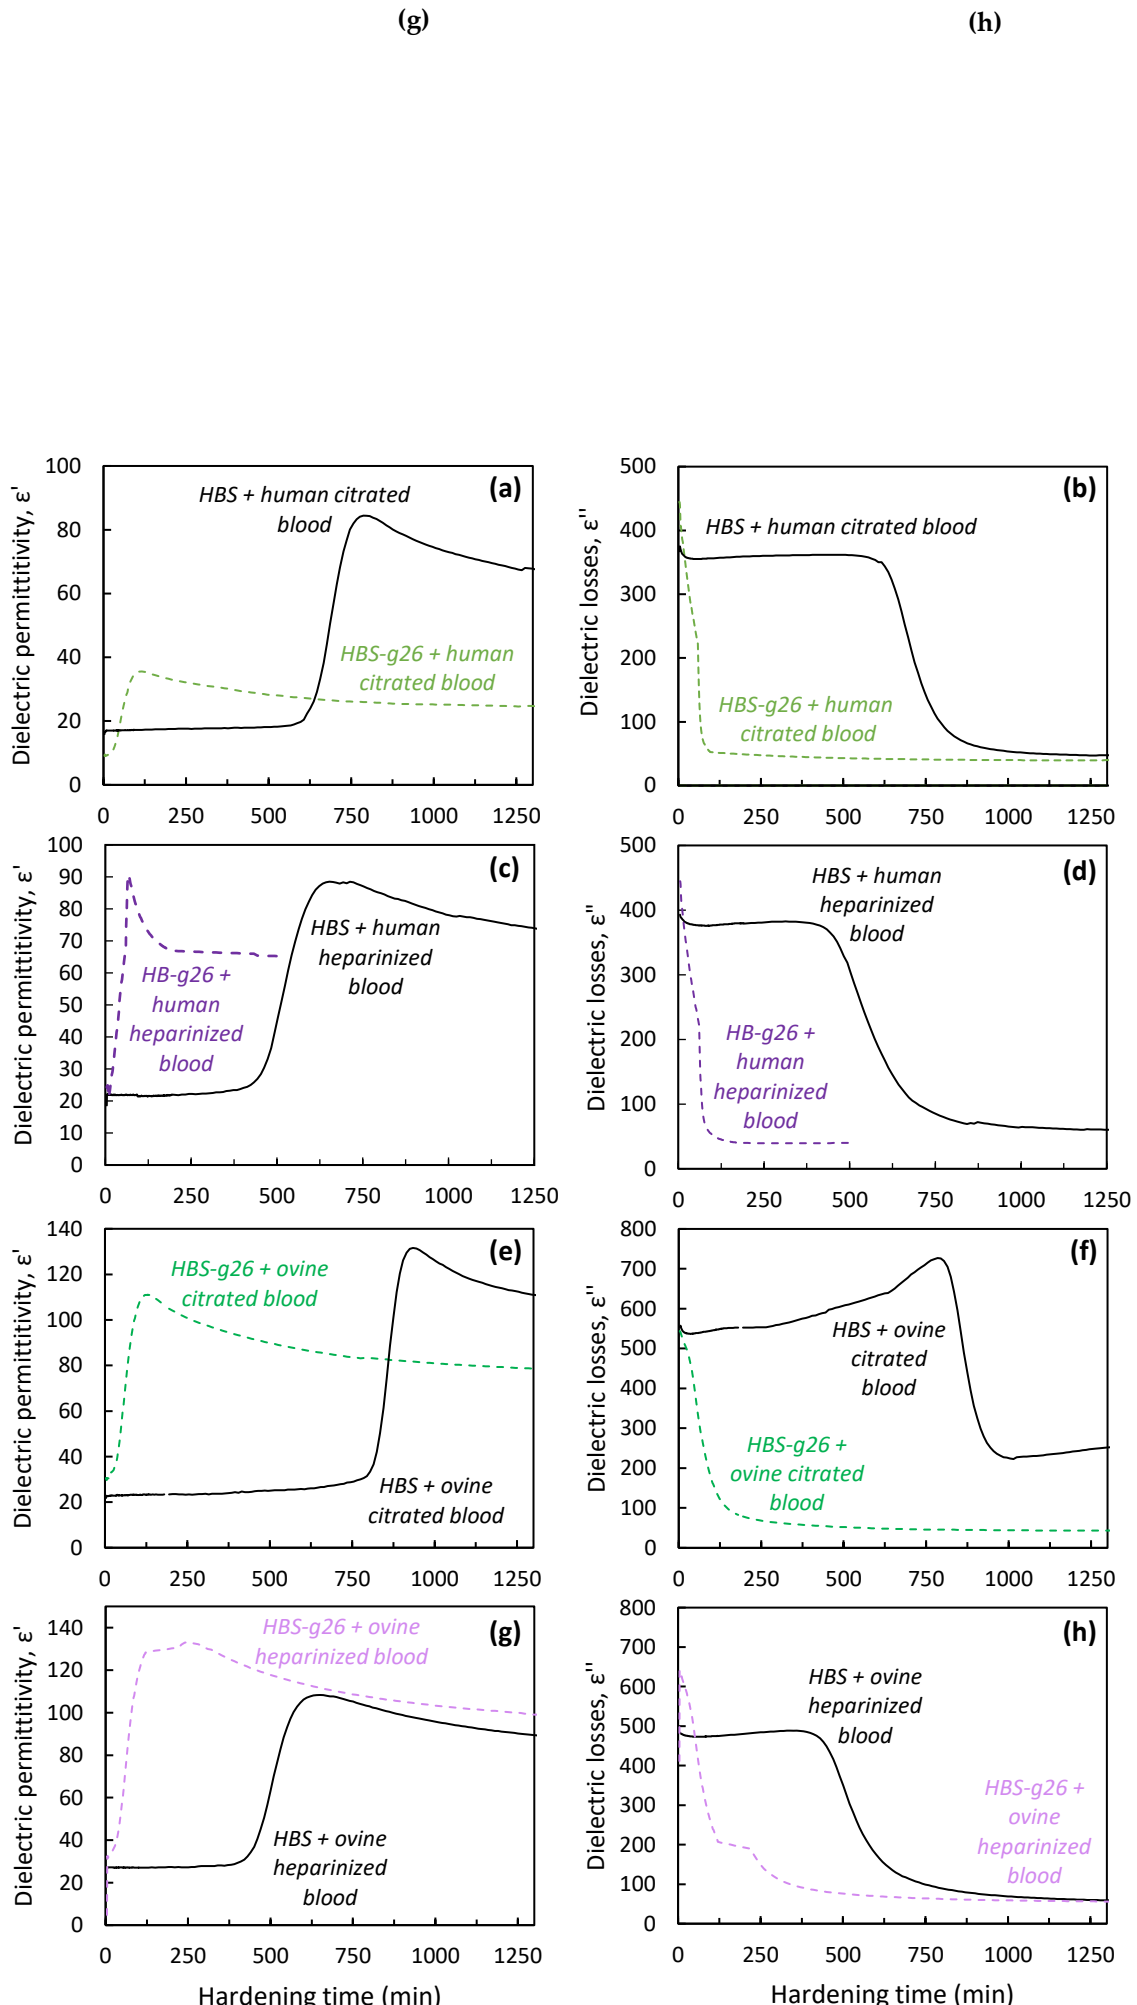 (g) (h)
100
80
60
40
20
0
Dielectric permittitivity, ε'
(a)
HBS + human citrated
blood
HBS-g26 + human
citrated blood
0 250 500 750 1000 1250
500
400
300
200
100
0
Dielectric losses, ε''
(b)
HBS + human citrated blood
HBS-g26 + human
citrated blood
0 250 500 750 1000 1250
100
90
80
70
60
50
40
30
20
10
0
Dielectric permittitivity, ε'
(c)
HBS + human
heparinized
blood
HB-g26 +
human
heparinized
blood
0 250 500 750 1000 1250
500
400
300
200
100
0
Dielectric losses, ε''
(d)
HBS + human
heparinized
blood
HB-g26 +
human
heparinized
blood
0 250 500 750 1000 1250
140
120
100
80
60
40
20
0
Dielectric permittitivity, ε'
(e)
HBS-g26 + ovine
citrated blood
HBS + ovine
citrated blood
0 250 500 750 1000 1250
800
700
600
500
400
300
200
100
0
Dielectric losses, ε''
(f)
HBS + ovine
citrated
blood
HBS-g26 +
ovine citrated
blood
0 250 500 750 1000 1250
140
120
100
80
60
40
20
0
Dielectric permittitivity, ε'
(g)
HBS-g26 + ovine
heparinized blood
HBS + ovine
heparinized
blood
0 250 500 750 1000 1250
Hardening time (min)
800
700
600
500
400
300
200
100
0
Dielectric losses, ε''
(h)
HBS + ovine
heparinized
blood
HBS-g26 +
ovine
heparinized
blood
0 250 500 750 1000 1250
Hardening time (min)